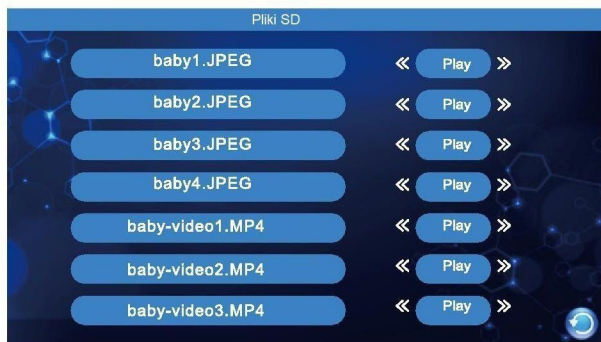 Pliki SD
baby1.JPEG « Play »
baby2.JPEG « Play »
baby3.JPEG « Play »
baby4.JPEG « Play »
baby-video1.MP4 « Play »
baby-video2.MP4 « Play »
baby-video3.MP4 « Play »